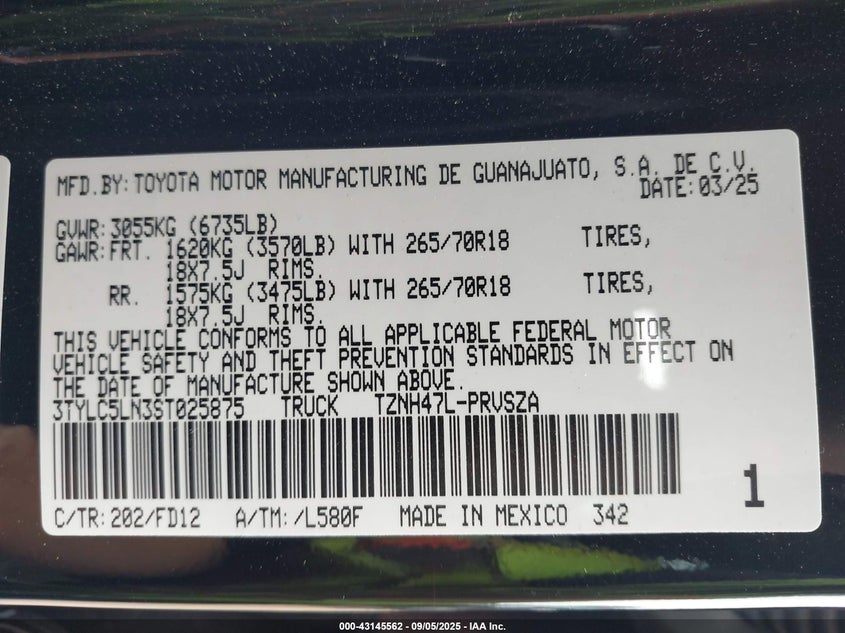 MFD.BY: TOYOTA MOTOR MANUFACTURING DE GUANAJUATO, S.A. DE C.V.
DATE: 03/25
GVWR: 3055KG (6735LB)
GAWR: FRT. 1620KG (3570LB) WITH 265/70R18 TIRES,
18X7.5J RIMS.
RR. 1575KG (3475LB) WITH 265/70R18 TIRES,
18X7.5J RIMS.
THIS VEHICLE CONFORMS TO ALL APPLICABLE FEDERAL MOTOR
VEHICLE SAFETY AND THEFT PREVENTION STANDARDS IN EFFECT ON
THE DATE OF MANUFACTURE SHOWN ABOVE.
3TYLC5LN3ST025875 TRUCK TZNH47L-PRVSZA
1
C/TR: 202/FD12 A/TM: /L580F MADE IN MEXICO 342
000-43145562 - 09/05/2025 - IAA Inc.